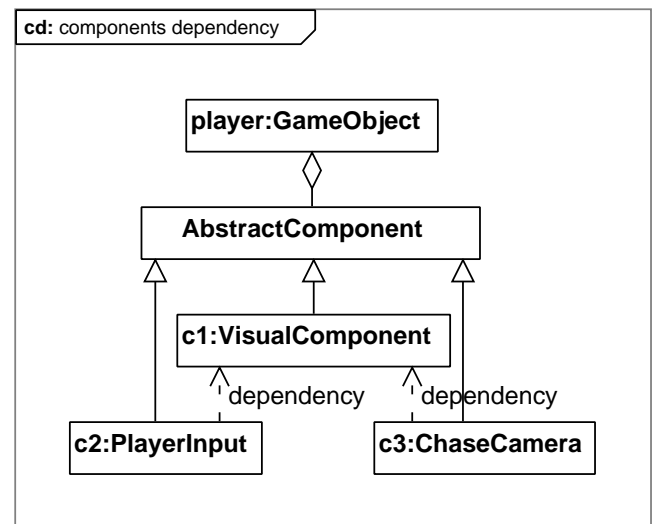 cd: components dependency
player:GameObject
AbstractComponent
c1:VisualComponent
dependency dependency
c2:PlayerInput c3:ChaseCamera